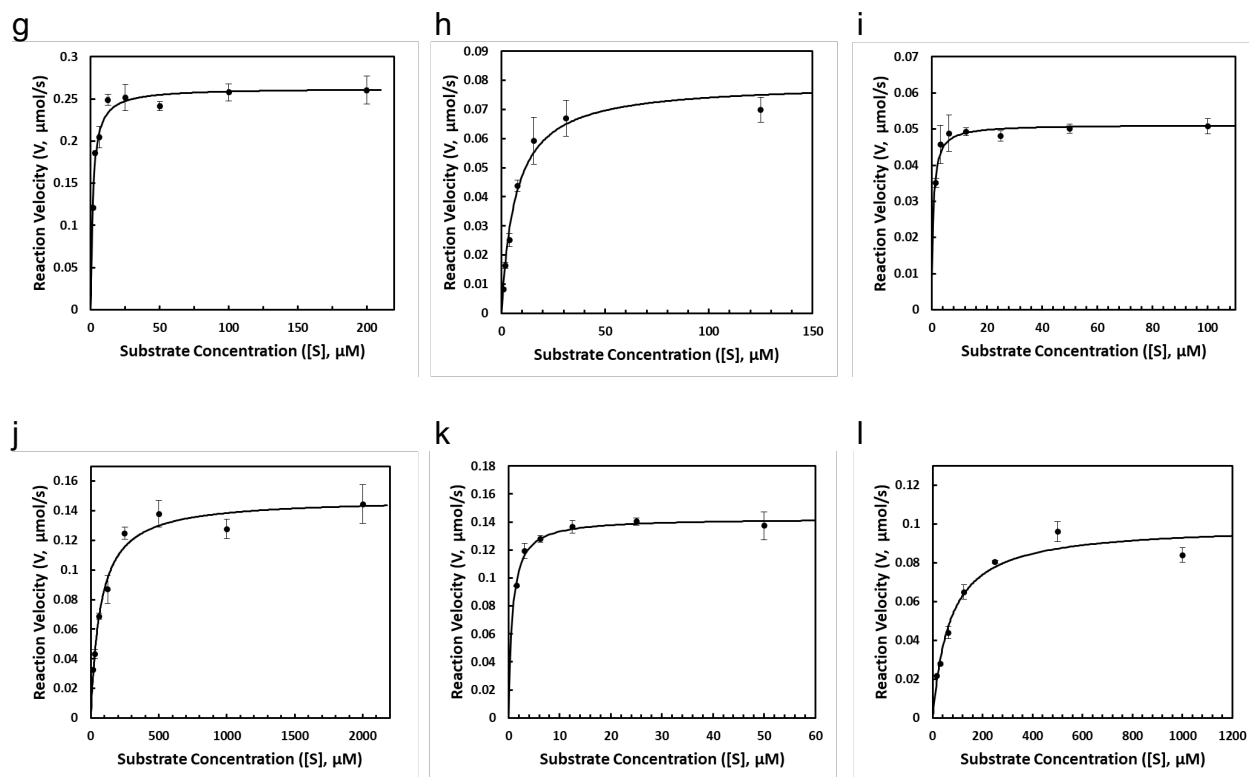 g
h
i
Reaction Velocity (V, μmol/s)
0.3
0.25
0.2
0.15
0.1
0.05
0
0 50 100 150 200
Substrate Concentration ([S], μM)
Reaction Velocity (V, μmol/s)
0.09
0.08
0.07
0.06
0.05
0.04
0.03
0.02
0.01
0
0 50 100 150
Substrate Concentration ([S], μM)
Reaction Velocity (V, μmol/s)
0.07
0.06
0.05
0.04
0.03
0.02
0.01
0
0 20 40 60 80 100
Substrate Concentration ([S], μM)
j
k
l
Reaction Velocity (V, μmol/s)
0.16
0.14
0.12
0.1
0.08
0.06
0.04
0.02
0
0 500 1000 1500 2000
Substrate Concentration ([S], μM)
Reaction Velocity (V, μmol/s)
0.18
0.16
0.14
0.12
0.1
0.08
0.06
0.04
0.02
0
0 10 20 30 40 50 60
Substrate Concentration ([S], μM)
Reaction Velocity (V, μmol/s)
0.12
0.1
0.08
0.06
0.04
0.02
0
0 200 400 600 800 1000 1200
Substrate Concentration ([S], μM)